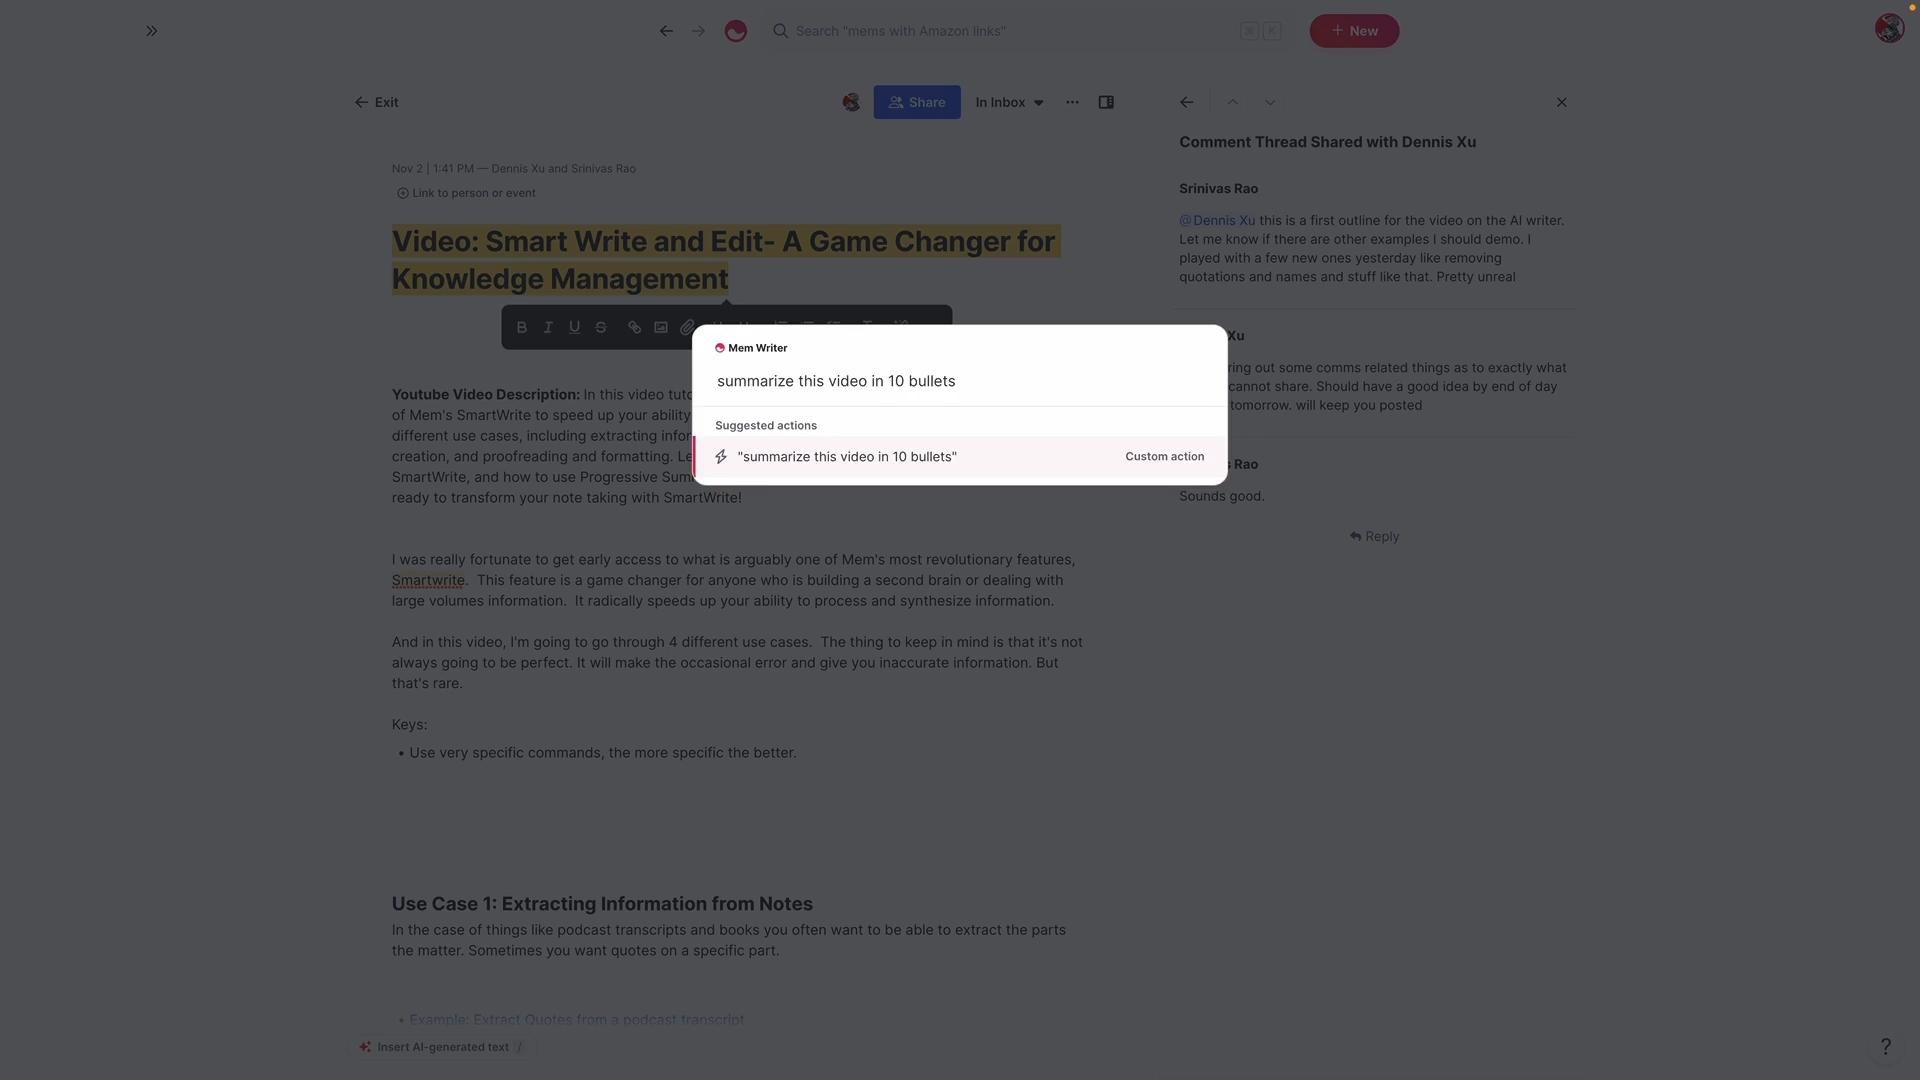 Search "mems with Amazon links"
⌘ K
+ New
Exit
Share
In Inbox
Nov 2 | 1:41 PM — Dennis Xu and Srinivas Rao
Link to person or event
Video: Smart Write and Edit- A Game Changer for
Knowledge Management
B I U S
Mem Writer
summarize this video in 10 bullets
Suggested actions
"summarize this video in 10 bullets"
Custom action
Youtube Video Description: In this video
of Mem's SmartWrite to speed up your ability
different use cases, including extracting
creation, and proofreading and formatting.
SmartWrite, and how to use Progressive
ready to transform your note taking with SmartWrite!
I was really fortunate to get early access to what is arguably one of Mem's most revolutionary features,
Smartwrite.  This feature is a game changer for anyone who is building a second brain or dealing with
large volumes information.  It radically speeds up your ability to process and synthesize information.
And in this video, I'm going to go through 4 different use cases.  The thing to keep in mind is that it's not
always going to be perfect. It will make the occasional error and give you inaccurate information. But
that's rare.
Keys:
• Use very specific commands, the more specific the better.
Use Case 1: Extracting Information from Notes
In the case of things like podcast transcripts and books you often want to be able to extract the parts
the matter. Sometimes you want quotes on a specific part.
• Example: Extract Quotes from a podcast transcript
Insert AI-generated text /
Comment Thread Shared with Dennis Xu
Srinivas Rao
@Dennis Xu this is a first outline for the video on the AI writer.
Let me know if there are other examples I should demo. I
played with a few new ones yesterday like removing
quotations and names and stuff like that. Pretty unreal
Xu
out some comms related things as to exactly what
cannot share. Should have a good idea by end of day
tomorrow. will keep you posted
Rao
Sounds good.
Reply
?